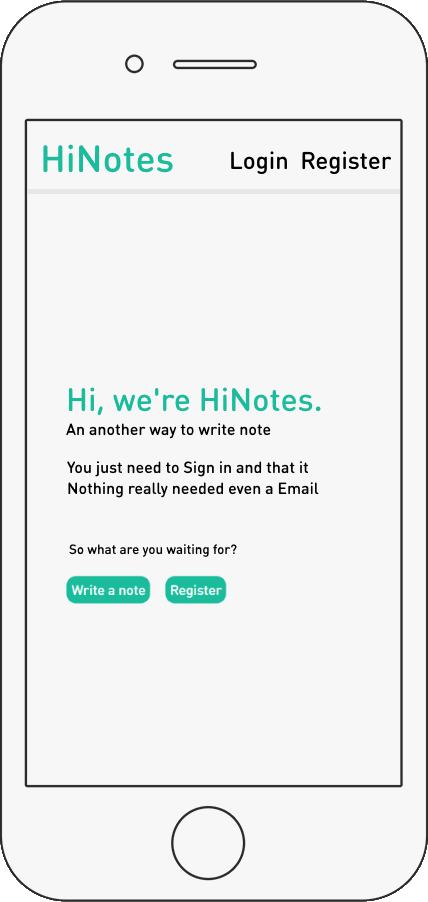 HiNotes
Login Register
Hi, we're HiNotes.
An another way to write note
You just need to Sign in and that it
Nothing really needed even a Email
So what are you waiting for?
Write a note
Register